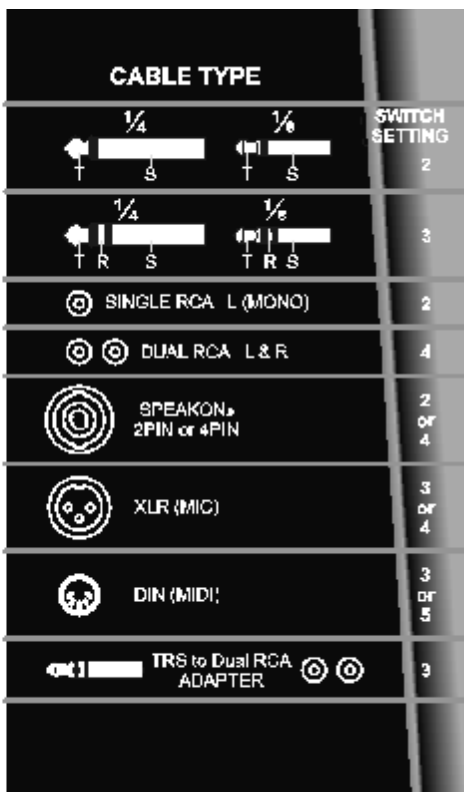 CABLE TYPE
SWITCH
SETTING
1/4 1/8
T S T S
2
1/4 1/8
T R S T R S
3
SINGLE RCA L (MONO)
2
DUAL RCA L & R
4
SPEAKON®
2PIN or 4PIN
2
or
4
XLR (MIC)
3
or
4
DIN (MIDI)
3
or
5
TRS to Dual RCA
ADAPTER
3